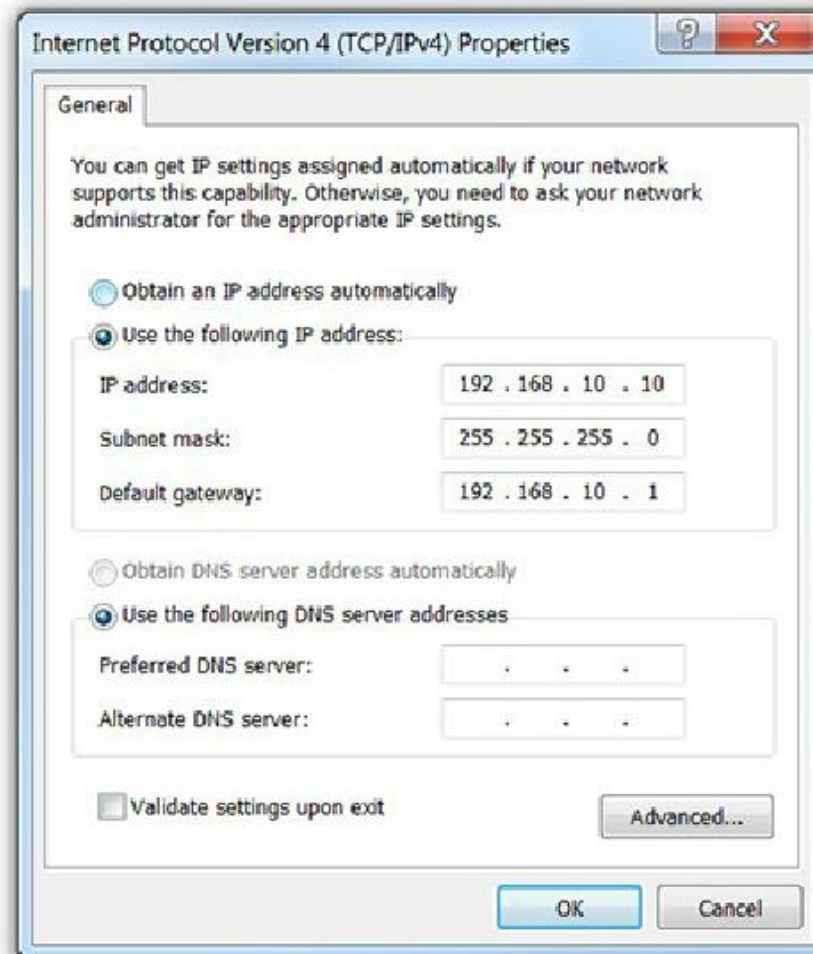 Internet Protocol Version 4 (TCP/IPv4) Properties
General
You can get IP settings assigned automatically if your network
supports this capability. Otherwise, you need to ask your network
administrator for the appropriate IP settings.
Obtain an IP address automatically
Use the following IP address:
IP address: 192 . 168 . 10 . 10
Subnet mask: 255 . 255 . 255 . 0
Default gateway: 192 . 168 . 10 . 1
Obtain DNS server address automatically
Use the following DNS server addresses
Preferred DNS server: . . .
Alternate DNS server: . . .
Validate settings upon exit
Advanced...
OK Cancel